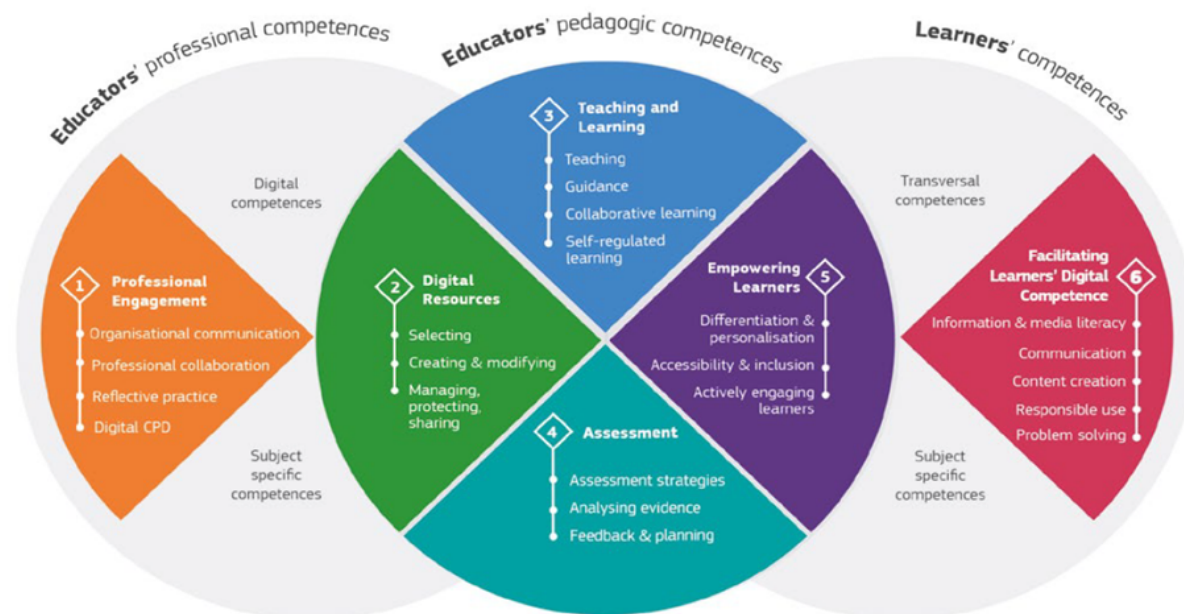 Educators' professional competences
Educators' pedagogic competences
Learners' competences
Digital
competences
Subject
specific
competences
1
Professional
Engagement
Organisational communication
Professional collaboration
Reflective practice
Digital CPD
2
Digital
Resources
Selecting
Creating & modifying
Managing,
protecting,
sharing
3
Teaching and
Learning
Teaching
Guidance
Collaborative learning
Self-regulated
learning
4
Assessment
Assessment strategies
Analysing evidence
Feedback & planning
Empowering
Learners
5
Differentiation &
personalisation
Accessibility & inclusion
Actively engaging
learners
Transversal
competences
Subject
specific
competences
Facilitating
Learners' Digital
Competence
6
Information & media literacy
Communication
Content creation
Responsible use
Problem solving